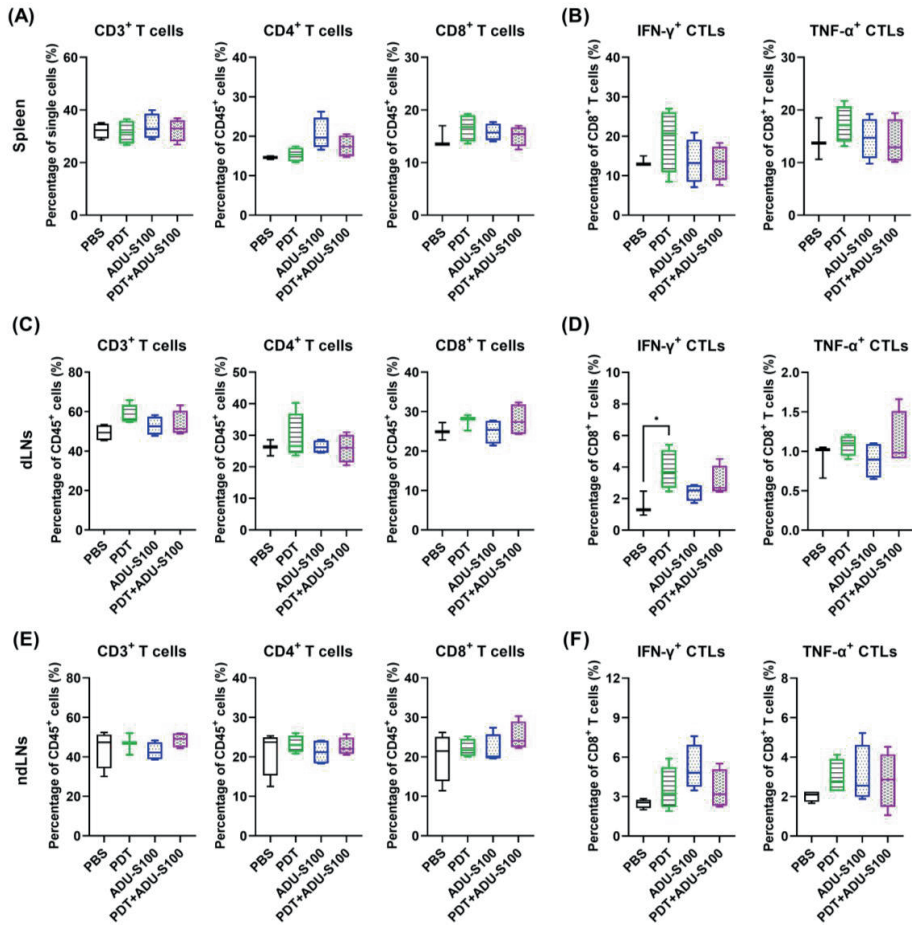 (A)
(B)
CD3⁺ T cells
CD4⁺ T cells
CD8⁺ T cells
IFN-γ⁺ CTLs
TNF-α⁺ CTLs
Spleen
Percentage of single cells (%)
60
40
20
0
PBS
PDT
ADU-S100
PDT+ADU-S100
Percentage of CD45⁺ cells (%)
40
30
20
10
0
PBS
PDT
ADU-S100
PDT+ADU-S100
Percentage of CD45⁺ cells (%)
30
20
10
0
PBS
PDT
ADU-S100
PDT+ADU-S100
Percentage of CD8⁺ T cells (%)
40
30
20
10
0
PBS
PDT
ADU-S100
PDT+ADU-S100
Percentage of CD8⁺ T cells (%)
30
20
10
0
PBS
PDT
ADU-S100
PDT+ADU-S100
(C)
(D)
CD3⁺ T cells
CD4⁺ T cells
CD8⁺ T cells
IFN-γ⁺ CTLs
TNF-α⁺ CTLs
dLNs
Percentage of CD45⁺ cells (%)
80
60
40
20
0
PBS
PDT
ADU-S100
PDT+ADU-S100
Percentage of CD45⁺ cells (%)
50
40
30
20
10
0
PBS
PDT
ADU-S100
PDT+ADU-S100
Percentage of CD45⁺ cells (%)
40
30
20
10
0
PBS
PDT
ADU-S100
PDT+ADU-S100
Percentage of CD8⁺ T cells (%)
8
6
4
2
0
*
PBS
PDT
ADU-S100
PDT+ADU-S100
Percentage of CD8⁺ T cells (%)
2.0
1.5
1.0
0.5
0.0
PBS
PDT
ADU-S100
PDT+ADU-S100
(E)
(F)
CD3⁺ T cells
CD4⁺ T cells
CD8⁺ T cells
IFN-γ⁺ CTLs
TNF-α⁺ CTLs
ndLNs
Percentage of CD45⁺ cells (%)
80
60
40
20
0
PBS
PDT
ADU-S100
PDT+ADU-S100
Percentage of CD45⁺ cells (%)
40
30
20
10
0
PBS
PDT
ADU-S100
PDT+ADU-S100
Percentage of CD45⁺ cells (%)
40
30
20
10
0
PBS
PDT
ADU-S100
PDT+ADU-S100
Percentage of CD8⁺ T cells (%)
12
9
6
3
0
PBS
PDT
ADU-S100
PDT+ADU-S100
Percentage of CD8⁺ T cells (%)
8
6
4
2
0
PBS
PDT
ADU-S100
PDT+ADU-S100